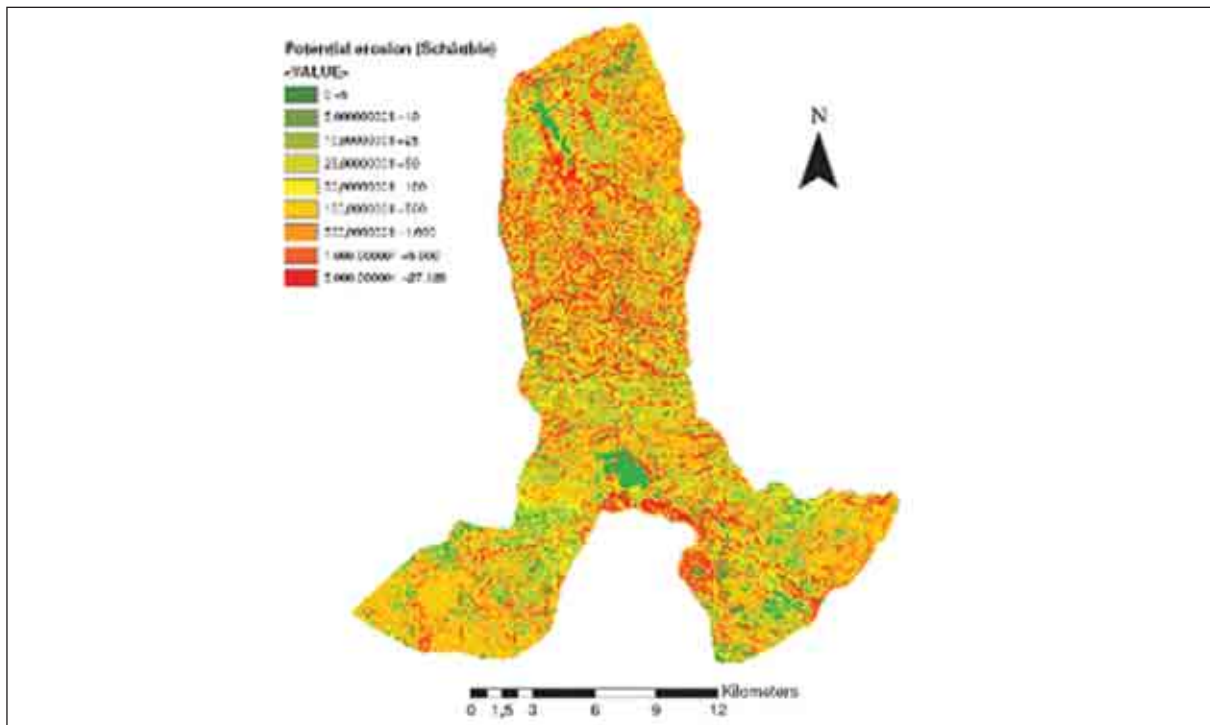 Potential erosion (Schäuble)
<VALUE>
0 - 5
5,000000001 - 10
10,00000001 - 25
25,00000001 - 50
50,00000001 - 100
100,0000001 - 500
500,0000001 - 1.000
1.000,000001 - 5.000
5.000,000001 -
N
Kilometers
0 1,5 3 6 9 12